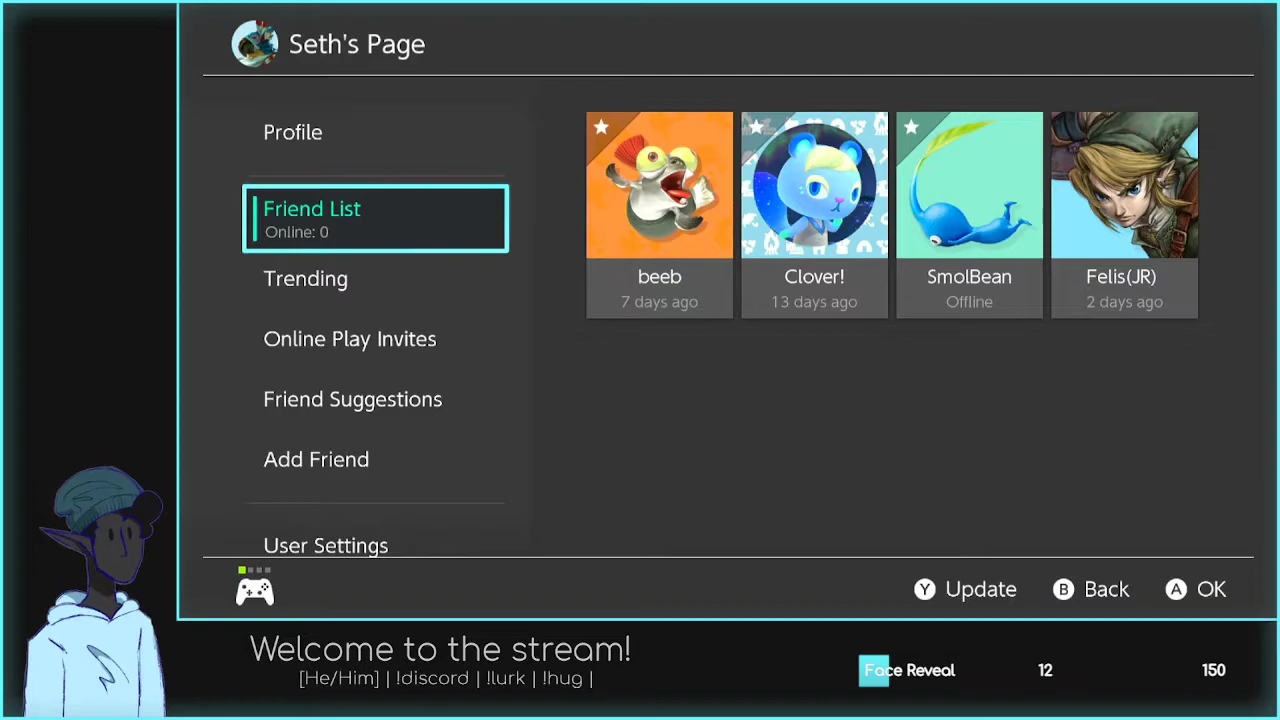 Seth's Page
Profile
Friend List
Online: 0
Trending
Online Play Invites
Friend Suggestions
Add Friend
User Settings
beeb
7 days ago
Clover!
13 days ago
SmolBean
Offline
Felis(JR)
2 days ago
Y Update B Back A OK
Welcome to the stream!
[He/Him] | !discord | !lurk | !hug |
Face Reveal 12 150